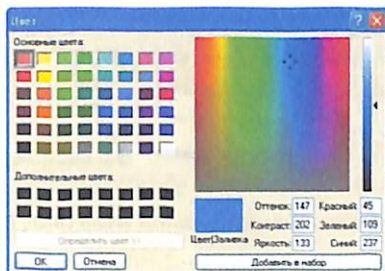 Цвет
Основные цвета:
Дополнительные цвета:
Определить цвет >>
OK Отмена
Цвет|Заливка
Оттенок: 147 Красный: 45
Контраст: 202 Зеленый: 109
Яркость: 133 Синий: 237
Добавить в набор